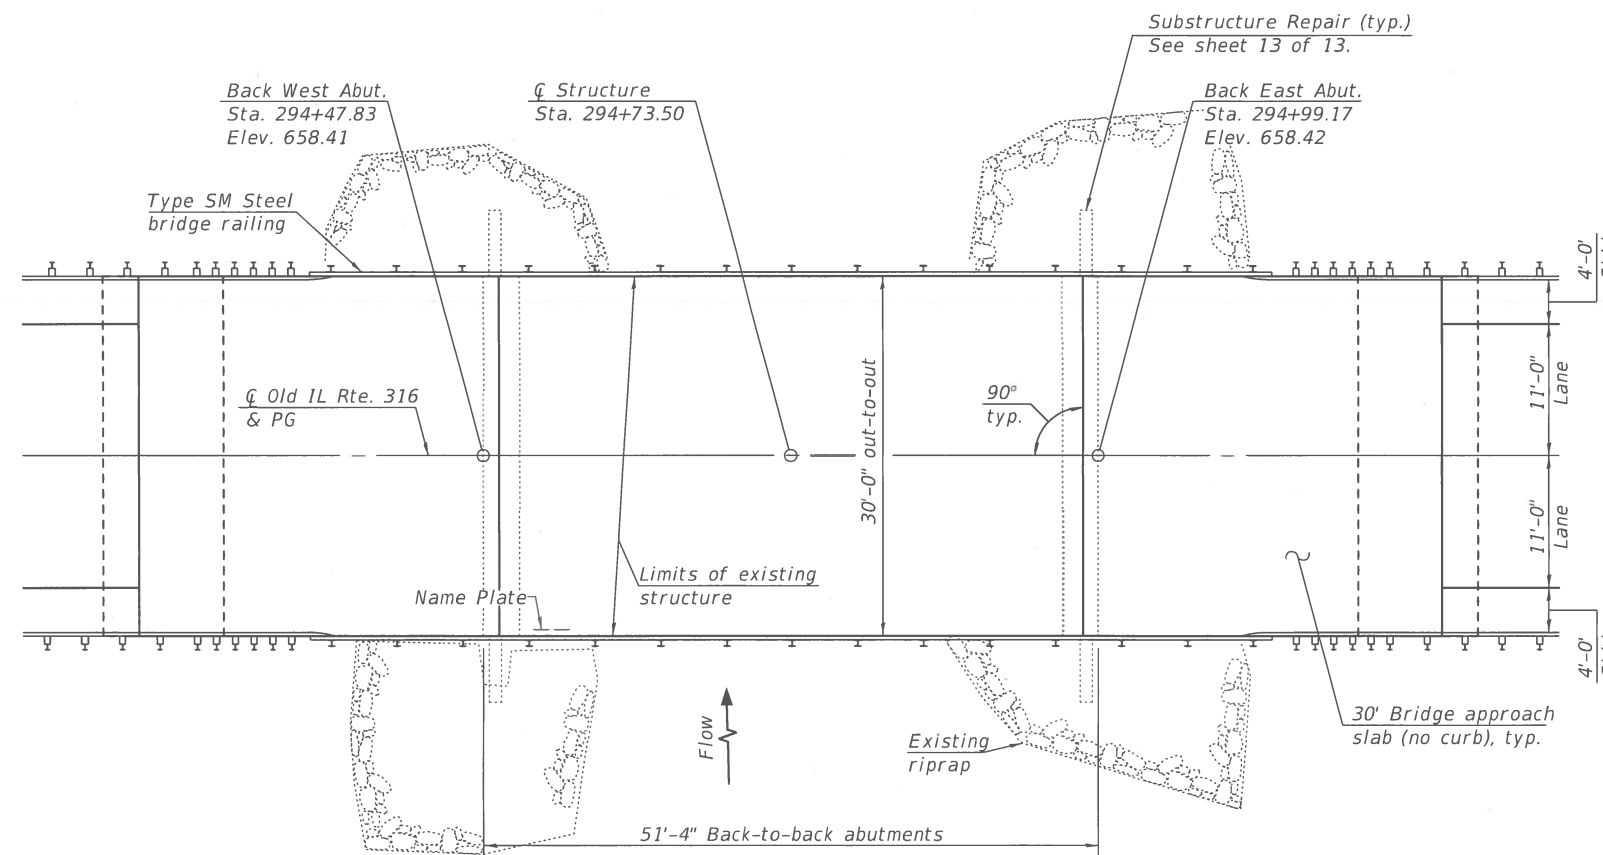 Substructure Repair (typ.)
See sheet 13 of 13.
Back West Abut.
Sta. 294+47.83
Elev. 658.41
℄ Structure
Sta. 294+73.50
Back East Abut.
Sta. 294+99.17
Elev. 658.42
Type SM Steel
bridge railing
4'-0"
℄ Old IL Rte. 316
& PG
30'-0" out-to-out
90°
typ.
11'-0"
Lane
11'-0"
Lane
Limits of existing
structure
Name Plate
4'-0"
Flow
Existing
riprap
30' Bridge approach
slab (no curb), typ.
51'-4" Back-to-back abutments